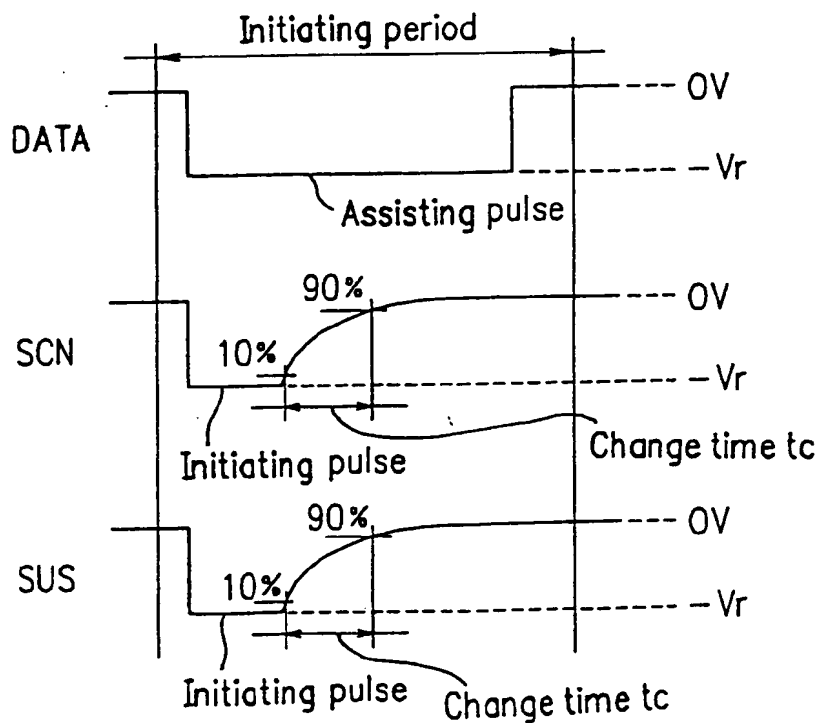 Initiating period
0V
DATA
-Vr
Assisting pulse
90%
0V
SCN
10%
-Vr
Initiating pulse
Change time tc
90%
0V
SUS
10%
-Vr
Initiating pulse
Change time tc